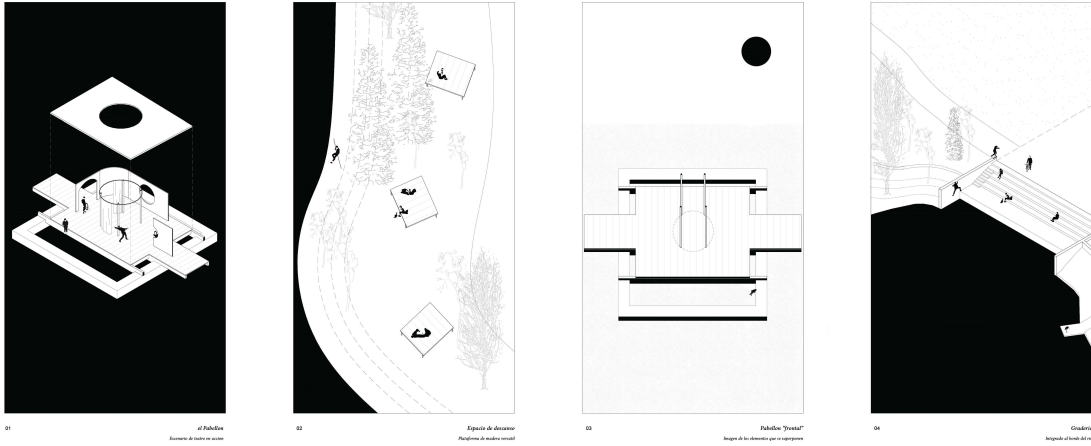 01
el Pabellon
Escenario de teatro en accion
02
Espacio de descanso
Plataforma de madera versatil
03
Pabellon "frontal"
Imagen de los elementos que se superponen
04
Integrada al borde del